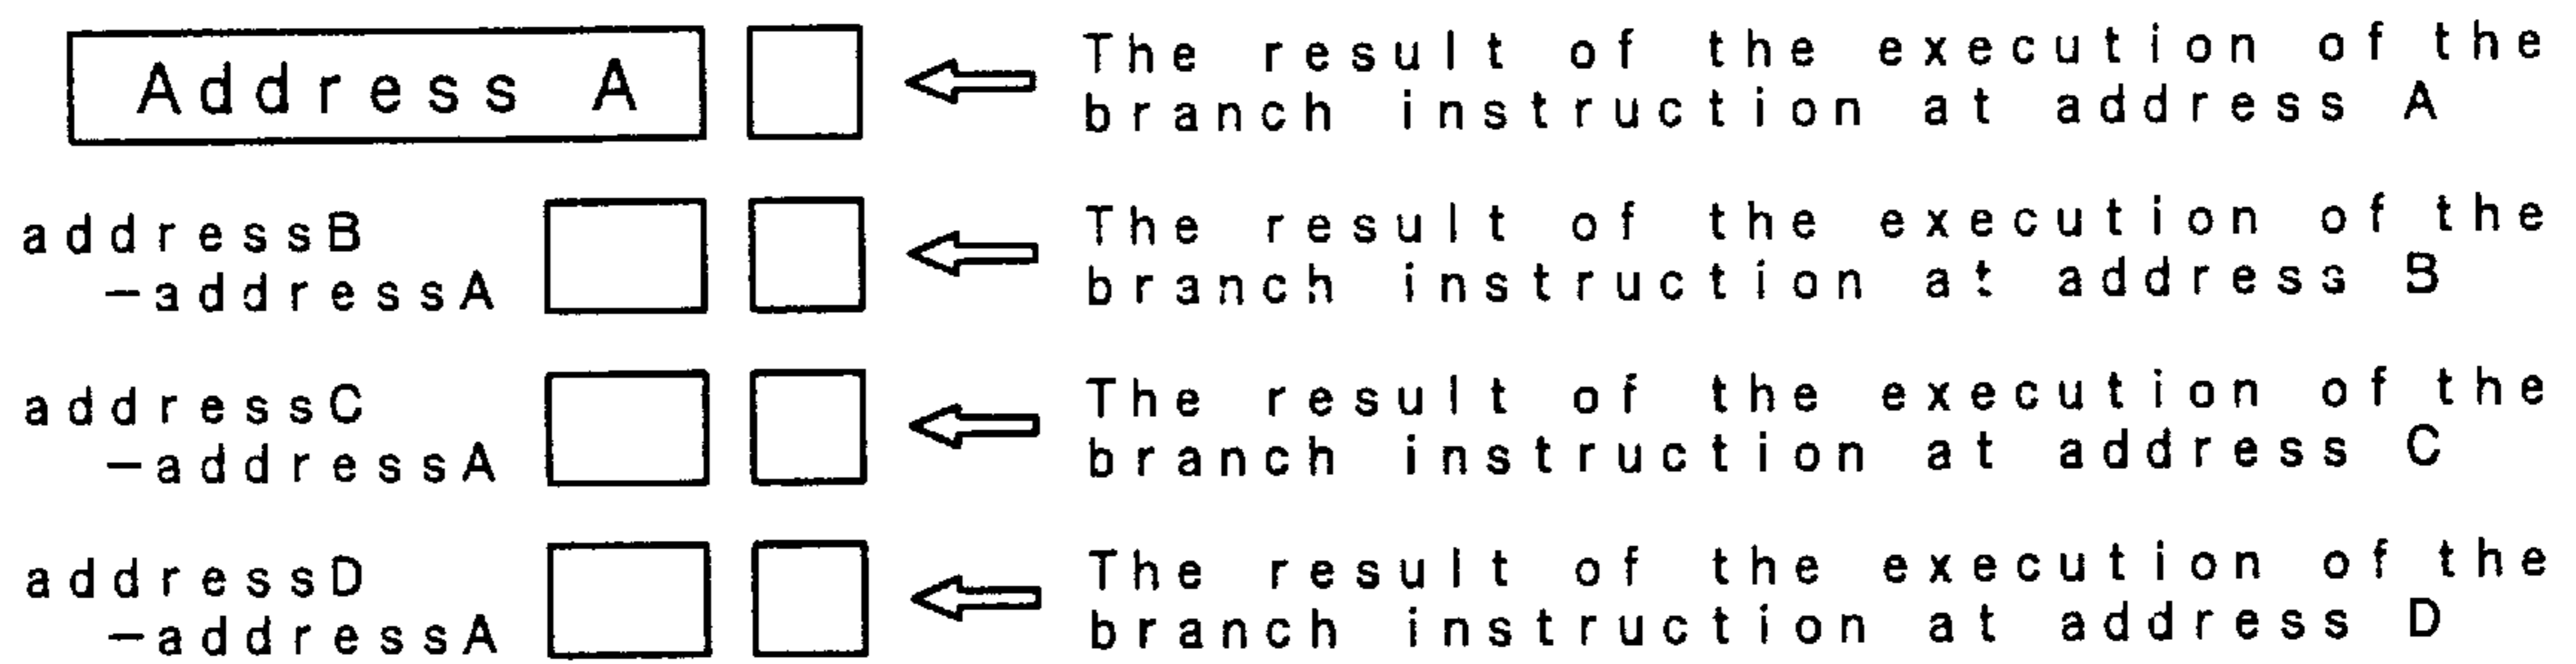 Address A
The result of the execution of the
branch instruction at address A
addressB
-addressA
The result of the execution of the
branch instruction at address B
addressC
-addressA
The result of the execution of the
branch instruction at address C
addressD
-addressA
The result of the execution of the
branch instruction at address D